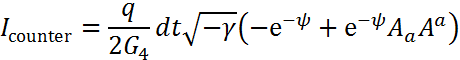 I_counter = q/(2G_4) dt√(−γ)(−e^(−ψ) + e^(−ψ)A_a A^a)